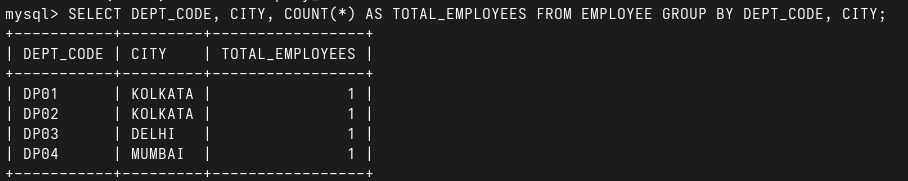 mysql> SELECT DEPT_CODE, CITY, COUNT(*) AS TOTAL_EMPLOYEES FROM EMPLOYEE GROUP BY DEPT_CODE, CITY;
+-----------+---------+-----------------+
| DEPT_CODE | CITY    | TOTAL_EMPLOYEES |
+-----------+---------+-----------------+
| DP01      | KOLKATA |               1 |
| DP02      | KOLKATA |               1 |
| DP03      | DELHI   |               1 |
| DP04      | MUMBAI  |               1 |
+-----------+---------+-----------------+